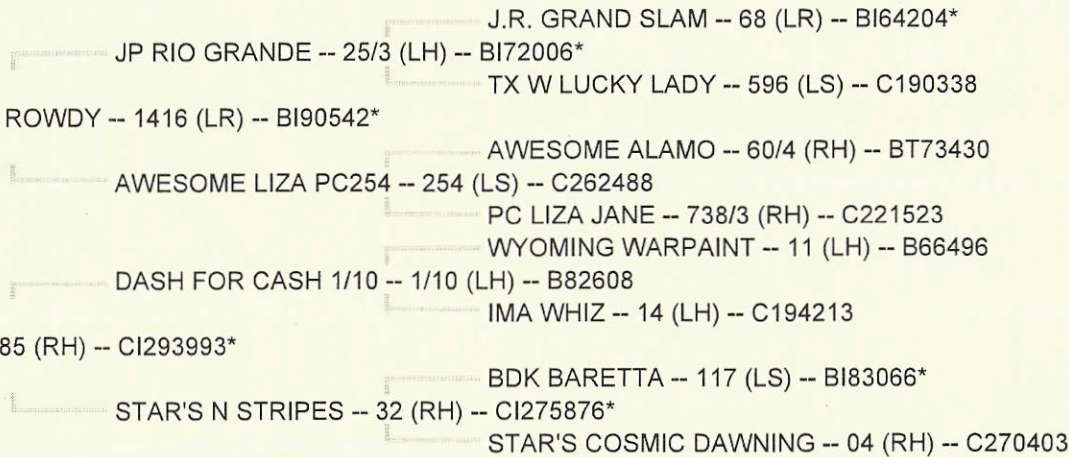 J.R. GRAND SLAM -- 68 (LR) -- BI64204*
JP RIO GRANDE -- 25/3 (LH) -- BI72006*
TX W LUCKY LADY -- 596 (LS) -- C190338
ROWDY -- 1416 (LR) -- BI90542*
AWESOME ALAMO -- 60/4 (RH) -- BT73430
AWESOME LIZA PC254 -- 254 (LS) -- C262488
PC LIZA JANE -- 738/3 (RH) -- C221523
WYOMING WARPAINT -- 11 (LH) -- B66496
DASH FOR CASH 1/10 -- 1/10 (LH) -- B82608
IMA WHIZ -- 14 (LH) -- C194213
85 (RH) -- CI293993*
BDK BARETTA -- 117 (LS) -- BI83066*
STAR'S N STRIPES -- 32 (RH) -- CI275876*
STAR'S COSMIC DAWNING -- 04 (RH) -- C270403